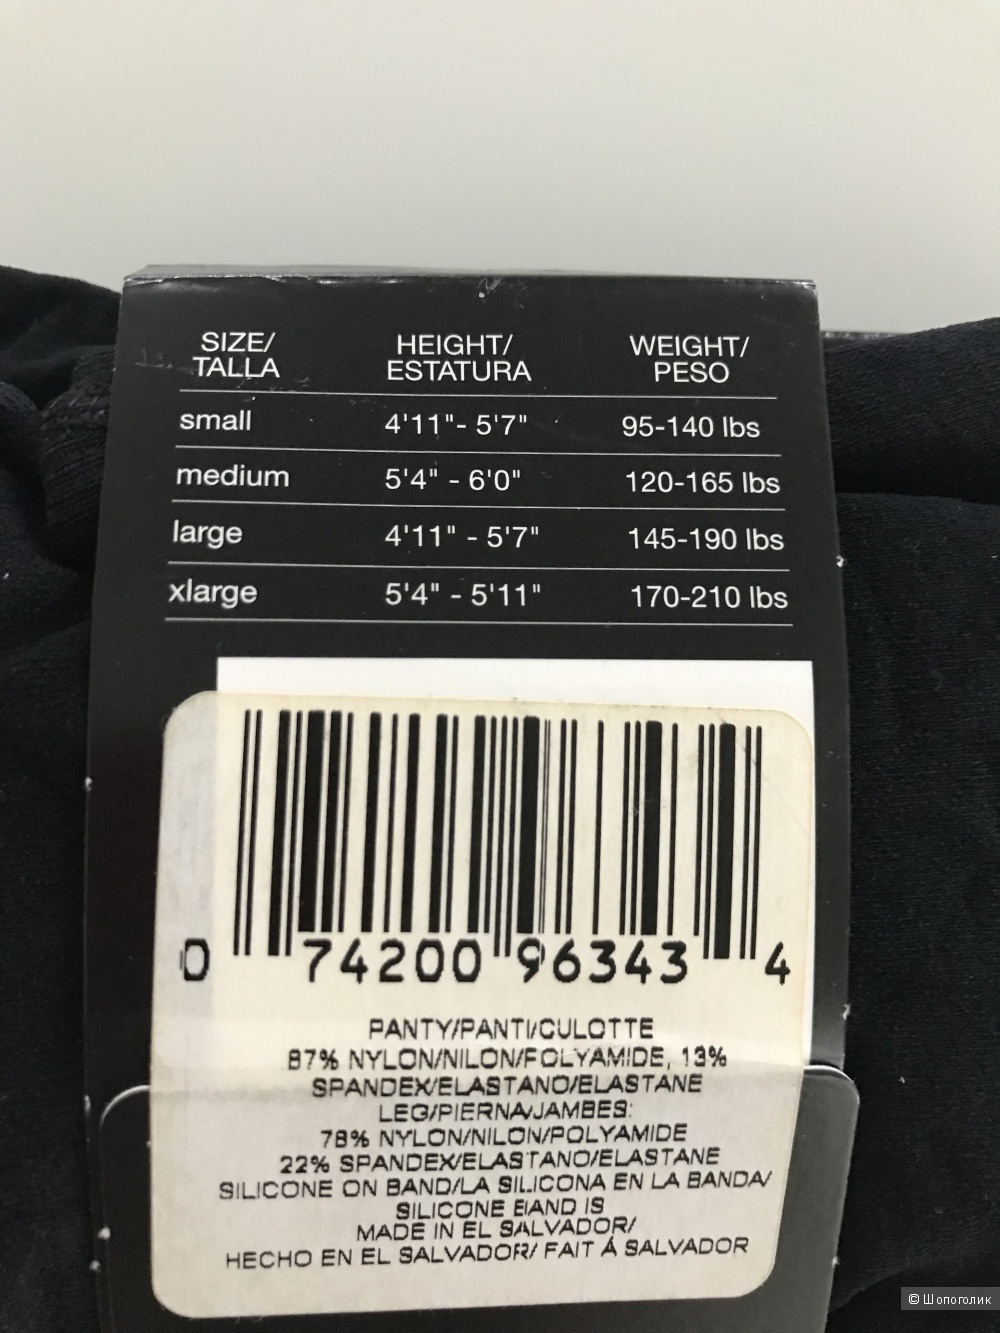 SIZE/ HEIGHT/ WEIGHT/
TALLA ESTATURA PESO
small 4'11"- 5'7" 95-140 lbs
medium 5'4" - 6'0" 120-165 lbs
large 4'11" - 5'7" 145-190 lbs
xlarge 5'4" - 5'11" 170-210 lbs
0 74200 96343 4
PANTY/PANTI/CULOTTE
87% NYLON/NILON/POLYAMIDE, 13%
SPANDEX/ELASTANO/ELASTANE
LEG/PIERNA/JAMBES:
78% NYLON/NILON/POLYAMIDE
22% SPANDEX/ELASTANO/ELASTANE
SILICONE ON BAND/LA SILICONA EN LA BANDA/
SILICONE BAND IS
MADE IN EL SALVADOR/
HECHO EN EL SALVADOR/ FAIT Á SALVADOR
© Шопоголик